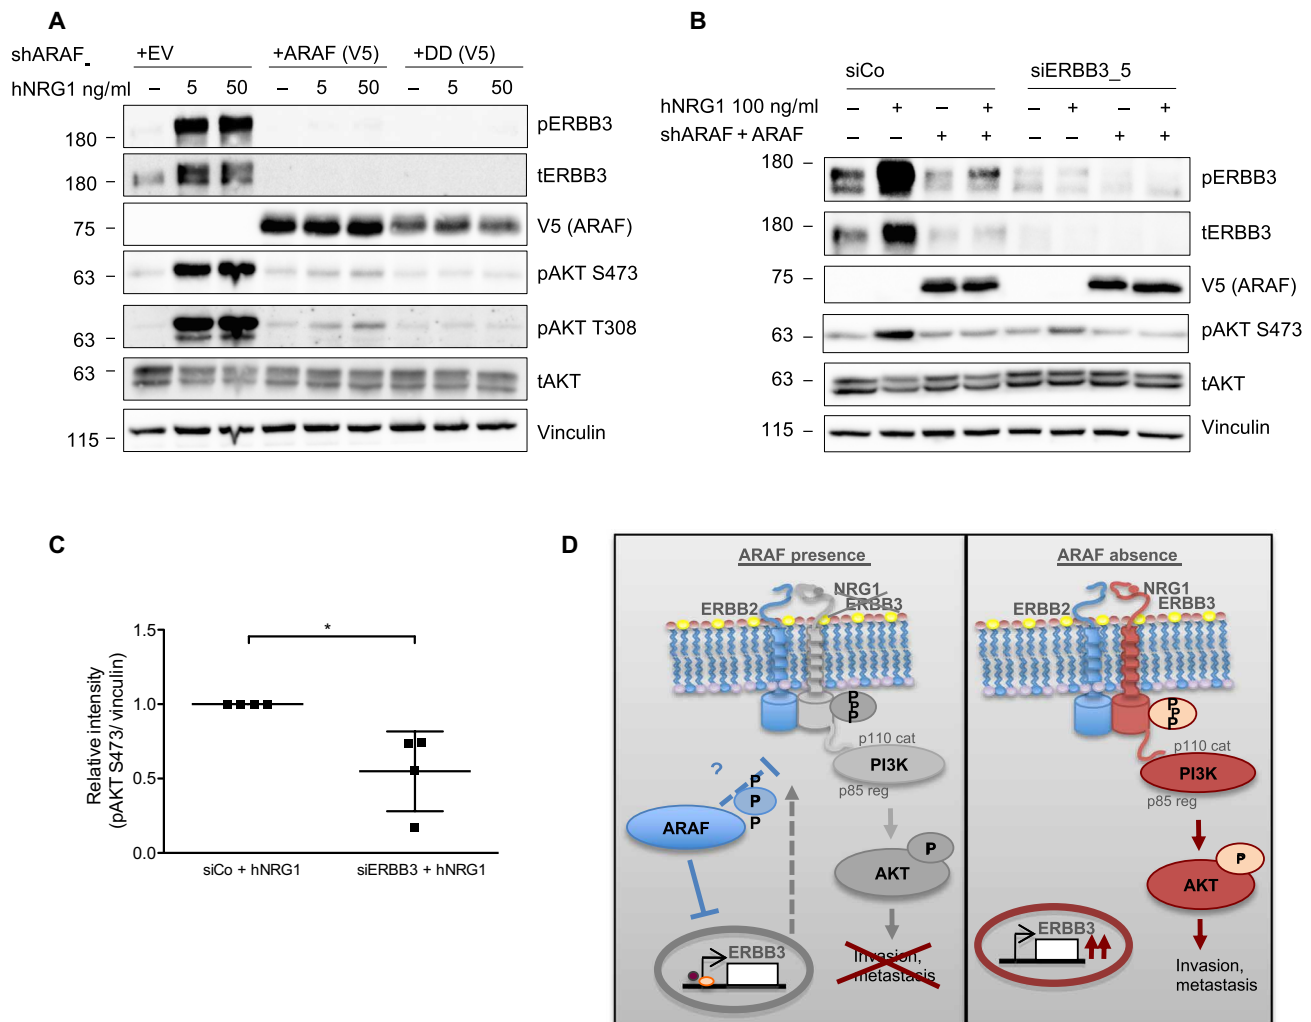 A
shARAF_ +EV +ARAF (V5) +DD (V5)
hNRG1 ng/ml – 5 50 – 5 50 – 5 50
180 – pERBB3
180 – tERBB3
75 – V5 (ARAF)
63 – pAKT S473
63 – pAKT T308
63 – tAKT
115 – Vinculin
B
siCo siERBB3_5
hNRG1 100 ng/ml – + – + – + – +
shARAF + ARAF – – + + – – + +
180 – pERBB3
180 – tERBB3
75 – V5 (ARAF)
63 – pAKT S473
63 – tAKT
115 – Vinculin
C
Relative intensity
(pAKT S473/ vinculin)
1.5
1.0
0.5
0.0
*
siCo + hNRG1 siERBB3 + hNRG1
D
ARAF presence
NRG1
ERBB2 ERBB3
P
P
P
p110 cat
PI3K
p85 reg
?
P
P
P
ARAF
P
AKT
ERBB3
Invasion,
metastasis
ARAF absence
NRG1
ERBB2 ERBB3
P
P
P
p110 cat
PI3K
p85 reg
P
AKT
ERBB3
Invasion,
metastasis